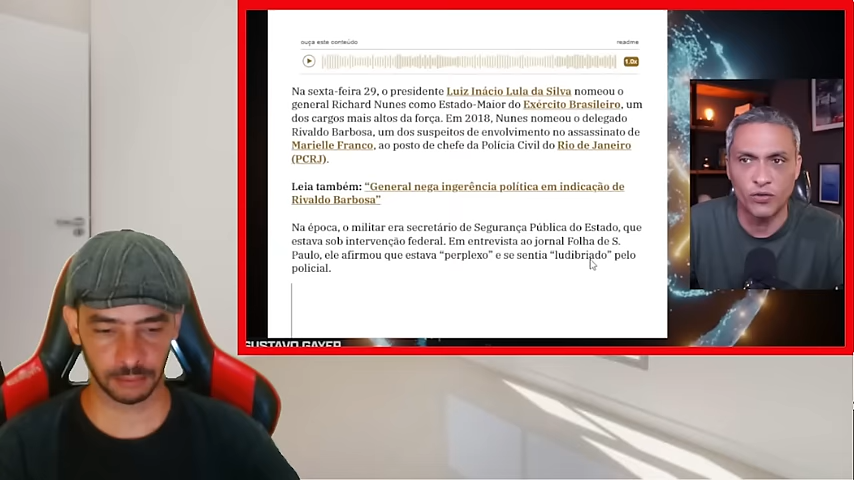 ouça este conteúdo
readme
1.0x
Na sexta-feira 29, o presidente Luiz Inácio Lula da Silva nomeou o
general Richard Nunes como Estado-Maior do Exército Brasileiro, um
dos cargos mais altos da força. Em 2018, Nunes nomeou o delegado
Rivaldo Barbosa, um dos suspeitos de envolvimento no assassinato de
Marielle Franco, ao posto de chefe da Polícia Civil do Rio de Janeiro
(PCRJ).
Leia também: “General nega ingerência política em indicação de
Rivaldo Barbosa”
Na época, o militar era secretário de Segurança Pública do Estado, que
estava sob intervenção federal. Em entrevista ao jornal Folha de S.
Paulo, ele afirmou que estava “perplexo” e se sentia “ludibriado” pelo
policial.
GUSTAVO GAYER